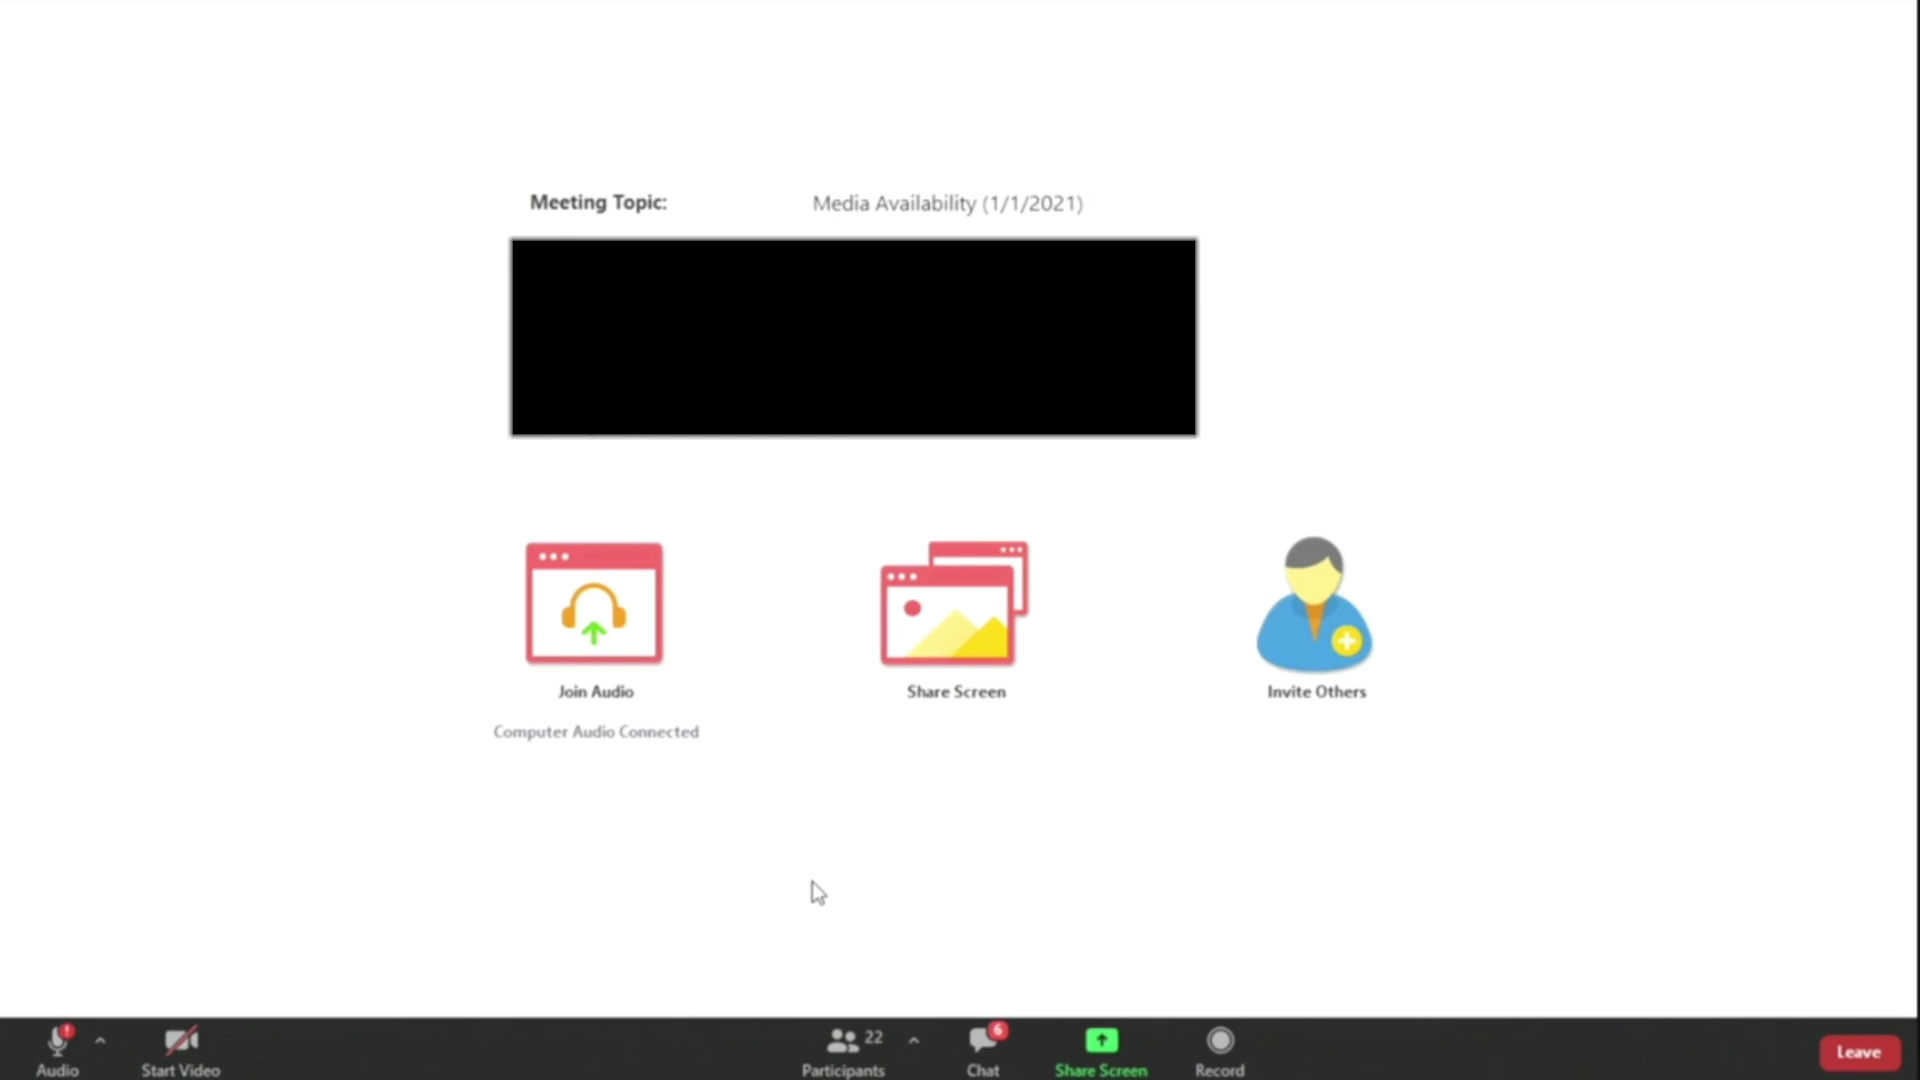 Meeting Topic: Media Availability (1/1/2021)
Join Audio
Share Screen
Invite Others
Computer Audio Connected
22
6
Audio
Start Video
Participants
Chat
Share Screen
Record
Leave